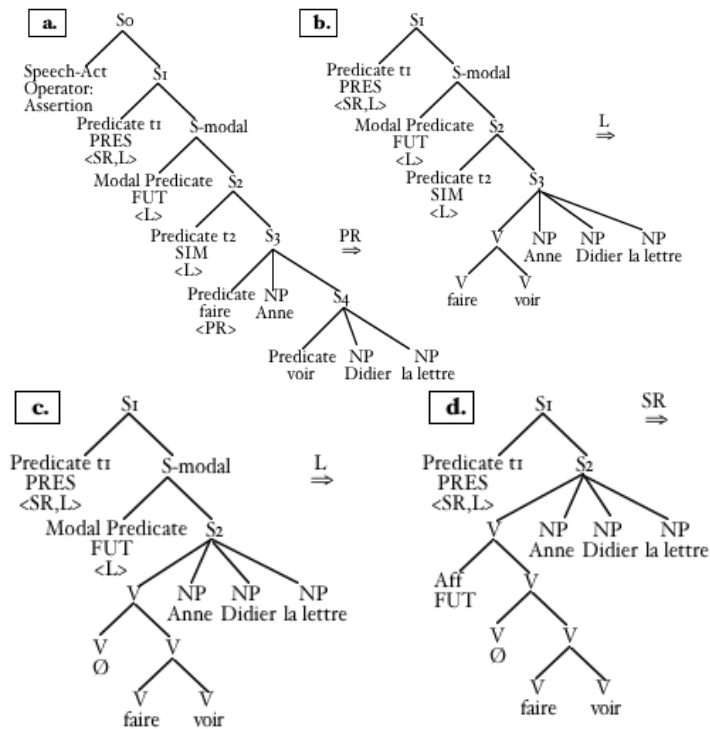 a.
S0
Speech-Act
Operator:
Assertion
S1
Predicate t1
PRES
<SR,L>
S-modal
Modal Predicate
FUT
<L>
S2
Predicate t2
SIM
<L>
S3
PR
⇒
Predicate
faire
<PR>
NP
Anne
S4
Predicate
voir
NP
Didier
NP
la lettre
b.
S1
Predicate t1
PRES
<SR,L>
S-modal
Modal Predicate
FUT
<L>
S2
L
⇒
Predicate t2
SIM
<L>
S3
V
NP
Anne
NP
Didier
NP
la lettre
V
faire
V
voir
c.
S1
Predicate t1
PRES
<SR,L>
S-modal
L
⇒
Modal Predicate
FUT
<L>
S2
V
NP
Anne
NP
Didier
NP
la lettre
V
Ø
V
V
faire
V
voir
d.
S1
SR
⇒
Predicate t1
PRES
<SR,L>
S2
V
NP
Anne
NP
Didier
NP
la lettre
Aff
FUT
V
V
Ø
V
V
faire
V
voir